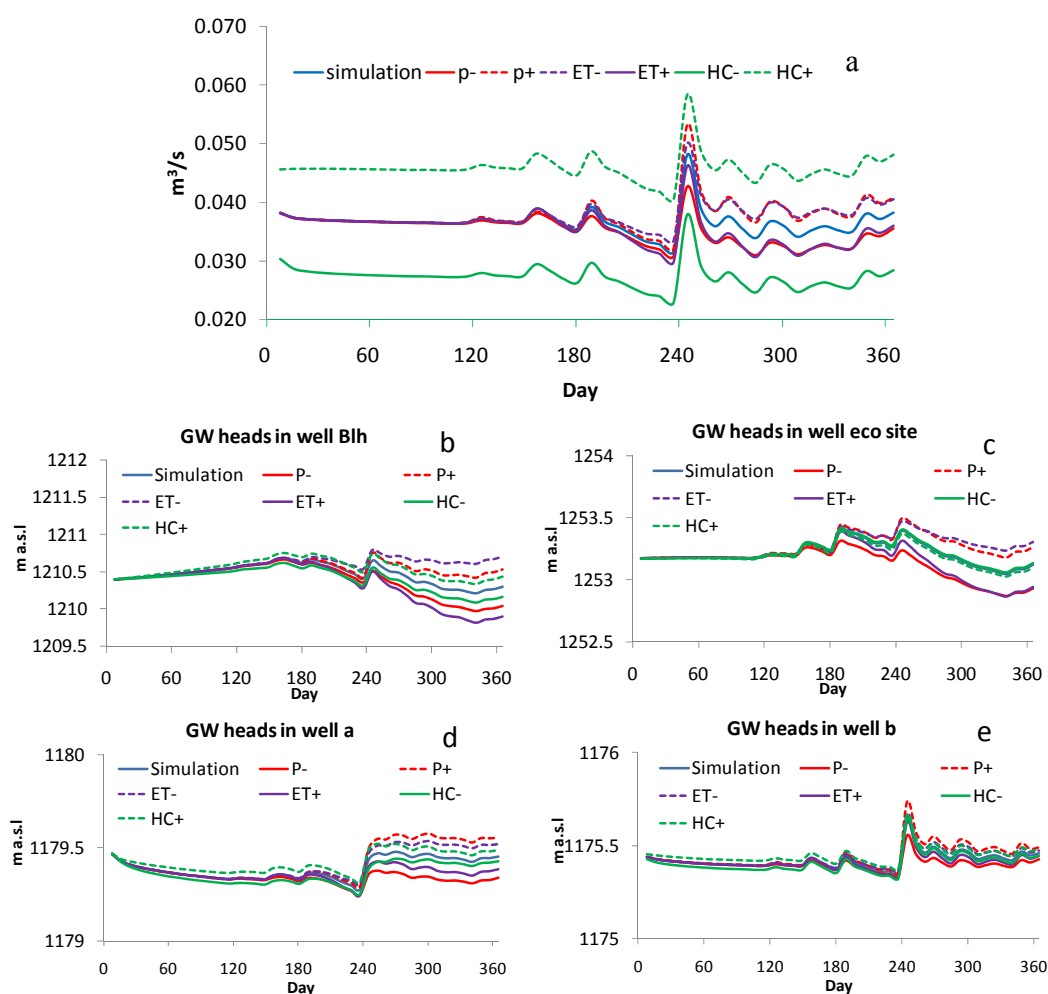 0.070
simulation p- p+ ET- ET+ HC- HC+ a
0.060
0.050
m³/s
0.040
0.030
0.020
0 60 120 180 240 300 360
Day
GW heads in well Blh b
1212
Simulation P- P+
1211.5
ET- ET+ HC-
1211
HC+
m a.s.l
1210.5
1210
1209.5
0 60 120 180 240 300 360
Day
GW heads in well eco site c
1254
Simulation P- P+
ET- ET+ HC-
HC+
1253.5
m a.s.l
1253
1252.5
0 60 120 180 240 300 360
Day
GW heads in well a d
1180
Simulation P- P+
ET- ET+ HC-
HC+
m a.s.l
1179.5
1179
0 60 120 180 240 300 360
Day
GW heads in well b e
1176
Simulation P- P+
ET- ET+ HC-
HC+
m a.s.l
1175.5
1175
0 60 120 180 240 300 360
Day